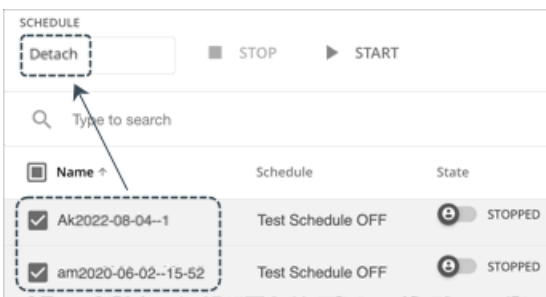 SCHEDULE
Detach
STOP START
Type to search
Name ↑ Schedule State
Ak2022-08-04--1 Test Schedule OFF STOPPED
am2020-06-02--15-52 Test Schedule OFF STOPPED